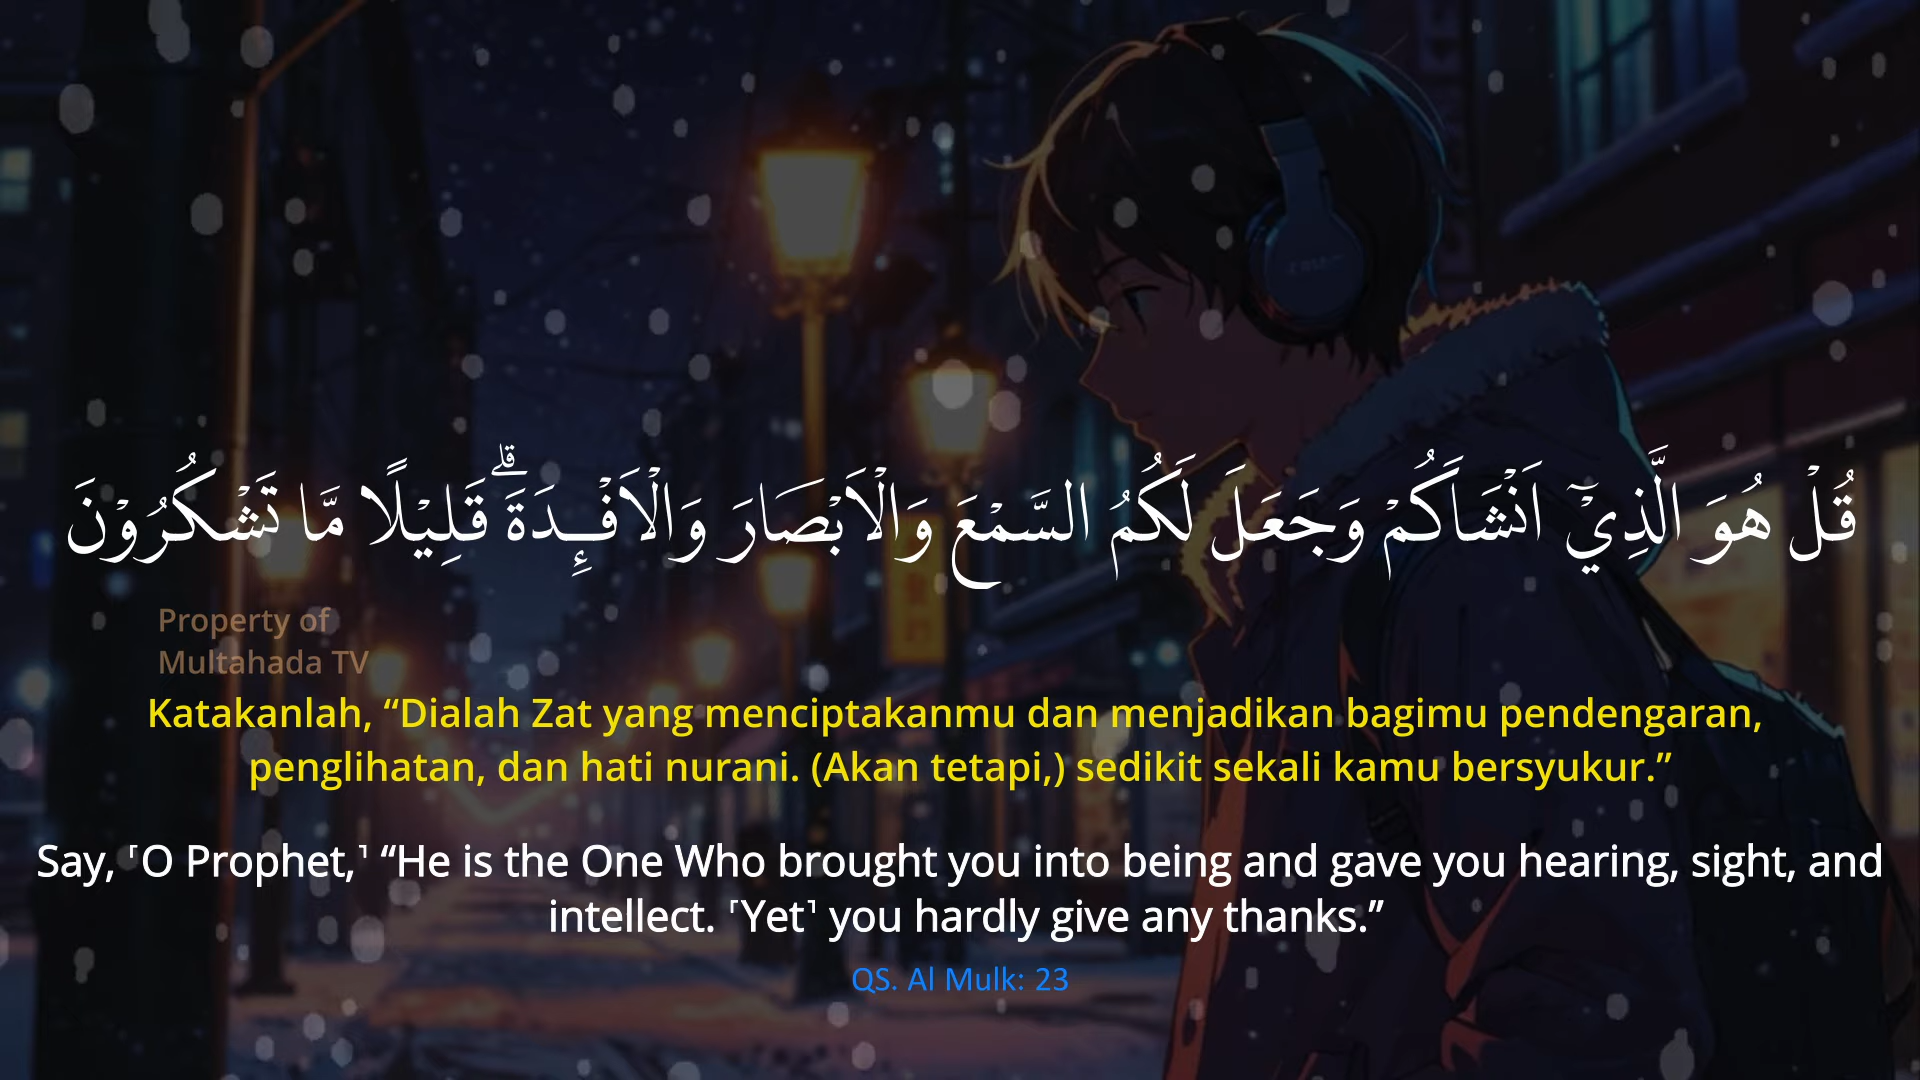 قُلْ هُوَ الَّذِيْٓ اَنْشَاَكُمْ وَجَعَلَ لَكُمُ السَّمْعَ وَالْاَبْصَارَ وَالْاَفْـِٕدَةَۗ قَلِيْلًا مَّا تَشْكُرُوْنَ
Property of
Multahada TV
Katakanlah, “Dialah Zat yang menciptakanmu dan menjadikan bagimu pendengaran,
penglihatan, dan hati nurani. (Akan tetapi,) sedikit sekali kamu bersyukur.”
Say, ˹O Prophet,˺ “He is the One Who brought you into being and gave you hearing, sight, and
intellect. ˹Yet˺ you hardly give any thanks.”
QS. Al Mulk: 23